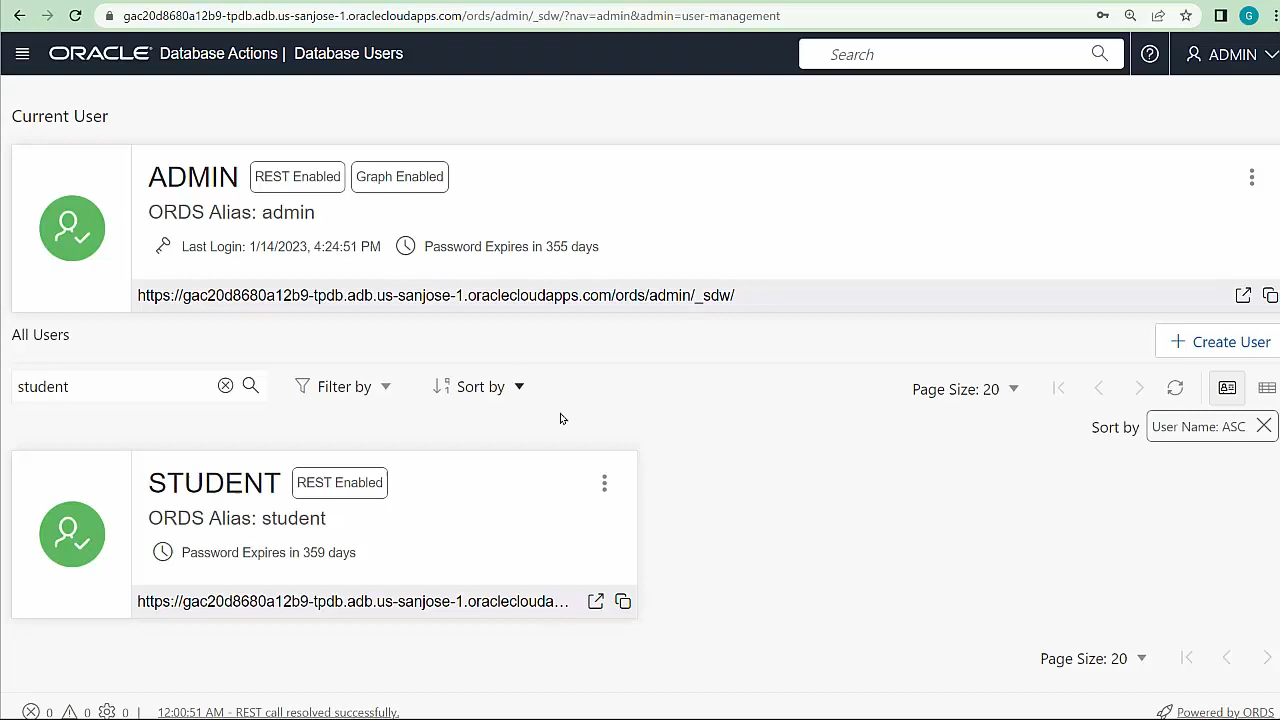 gac20d8680a12b9-tpdb.adb.us-sanjose-1.oraclecloudapps.com/ords/admin/_sdw/?nav=admin&admin=user-management
G
ORACLE Database Actions | Database Users
Search
ADMIN
Current User
ADMIN REST Enabled Graph Enabled
ORDS Alias: admin
Last Login: 1/14/2023, 4:24:51 PM Password Expires in 355 days
https://gac20d8680a12b9-tpdb.adb.us-sanjose-1.oraclecloudapps.com/ords/admin/_sdw/
All Users
+ Create User
student
Filter by
Sort by
Page Size: 20
Sort by User Name: ASC
STUDENT REST Enabled
ORDS Alias: student
Password Expires in 359 days
https://gac20d8680a12b9-tpdb.adb.us-sanjose-1.oracleclouda...
Page Size: 20
0 0 0 | 12:00:51 AM - REST call resolved successfully.
Powered by ORDS